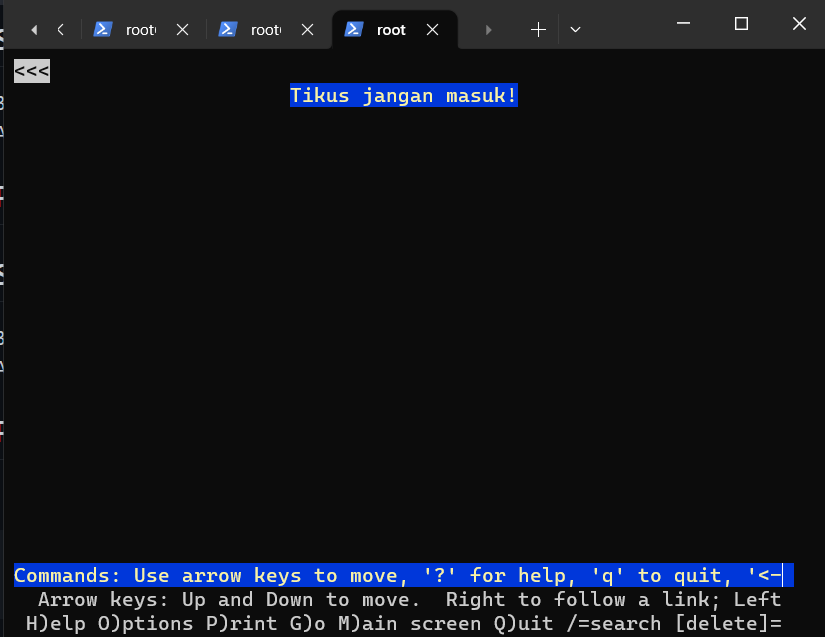 root
root
root
<<<
Tikus jangan masuk!
Commands: Use arrow keys to move, '?' for help, 'q' to quit, '<-
Arrow keys: Up and Down to move.  Right to follow a link; Left
H)elp O)ptions P)rint G)o M)ain screen Q)uit /=search [delete]=